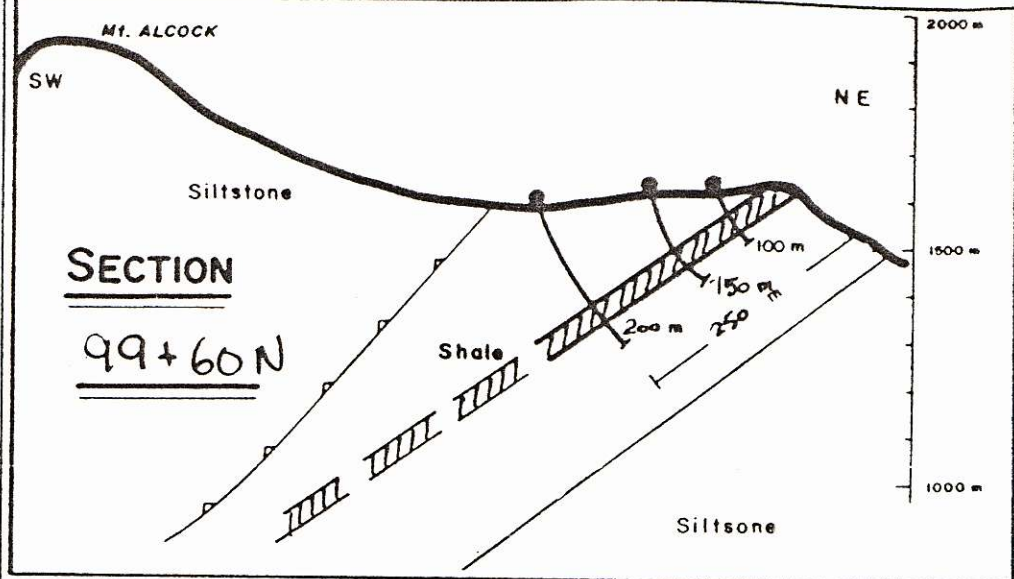 Mt. ALCOCK
2000 m
SW
NE
Siltstone
SECTION
99+60N
100 m
1500 m
150 m
200 m
250
Shale
1000 m
Siltsone